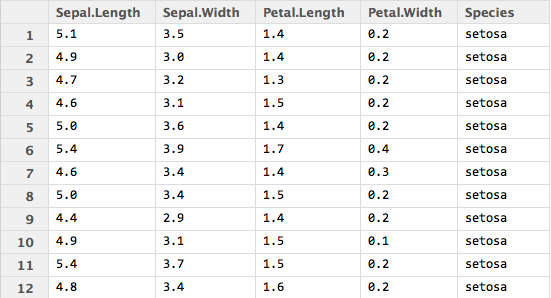 Sepal.Length Sepal.Width Petal.Length Petal.Width Species
1 5.1 3.5 1.4 0.2 setosa
2 4.9 3.0 1.4 0.2 setosa
3 4.7 3.2 1.3 0.2 setosa
4 4.6 3.1 1.5 0.2 setosa
5 5.0 3.6 1.4 0.2 setosa
6 5.4 3.9 1.7 0.4 setosa
7 4.6 3.4 1.4 0.3 setosa
8 5.0 3.4 1.5 0.2 setosa
9 4.4 2.9 1.4 0.2 setosa
10 4.9 3.1 1.5 0.1 setosa
11 5.4 3.7 1.5 0.2 setosa
12 4.8 3.4 1.6 0.2 setosa